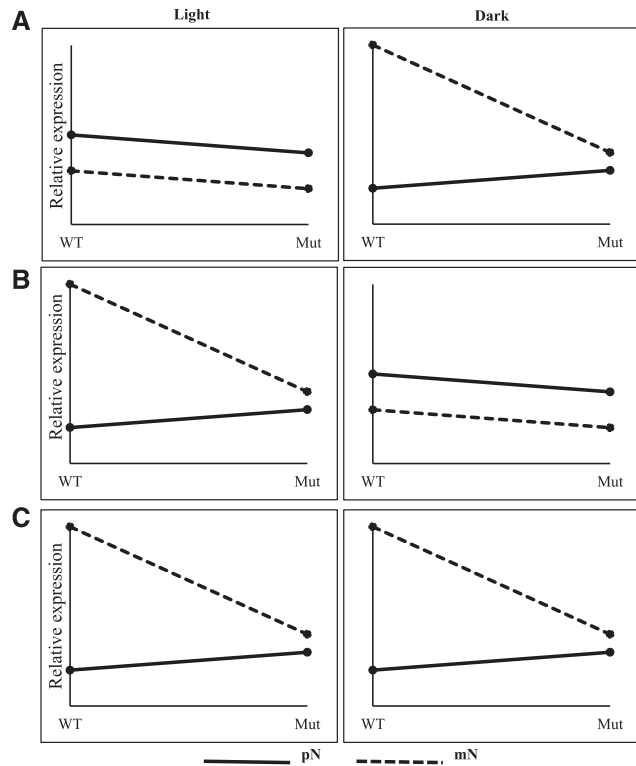 A
Light
Dark
Relative expression
WT
Mut
WT
Mut
B
Relative expression
WT
Mut
WT
Mut
C
Relative expression
WT
Mut
WT
Mut
pN
mN